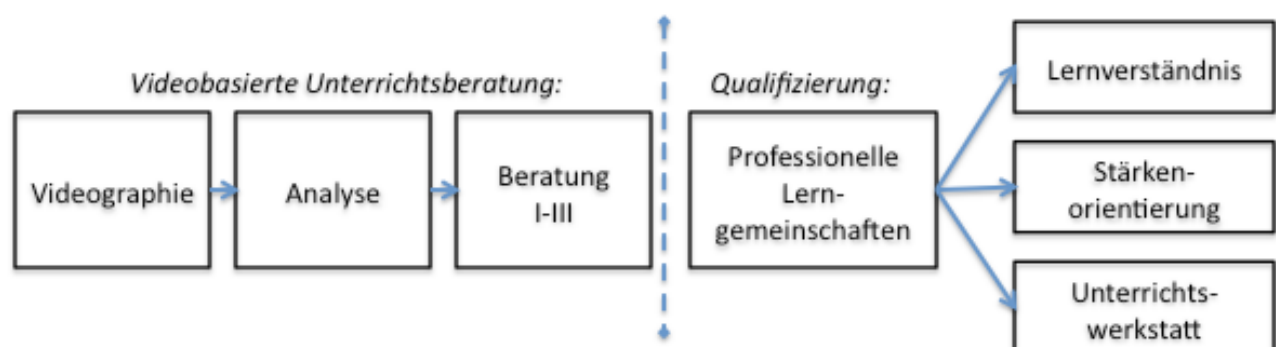 Videobasierte Unterrichtsberatung:
Videographie
Analyse
Beratung
I-III
Qualifizierung:
Professionelle
Lern-
gemeinschaften
Lernverständnis
Stärken-
orientierung
Unterrichts-
werkstatt